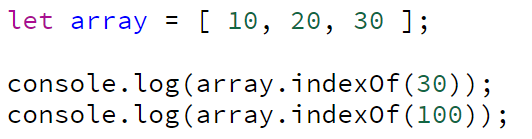 let array = [ 10, 20, 30 ];
console.log(array.indexOf(30));
console.log(array.indexOf(100));